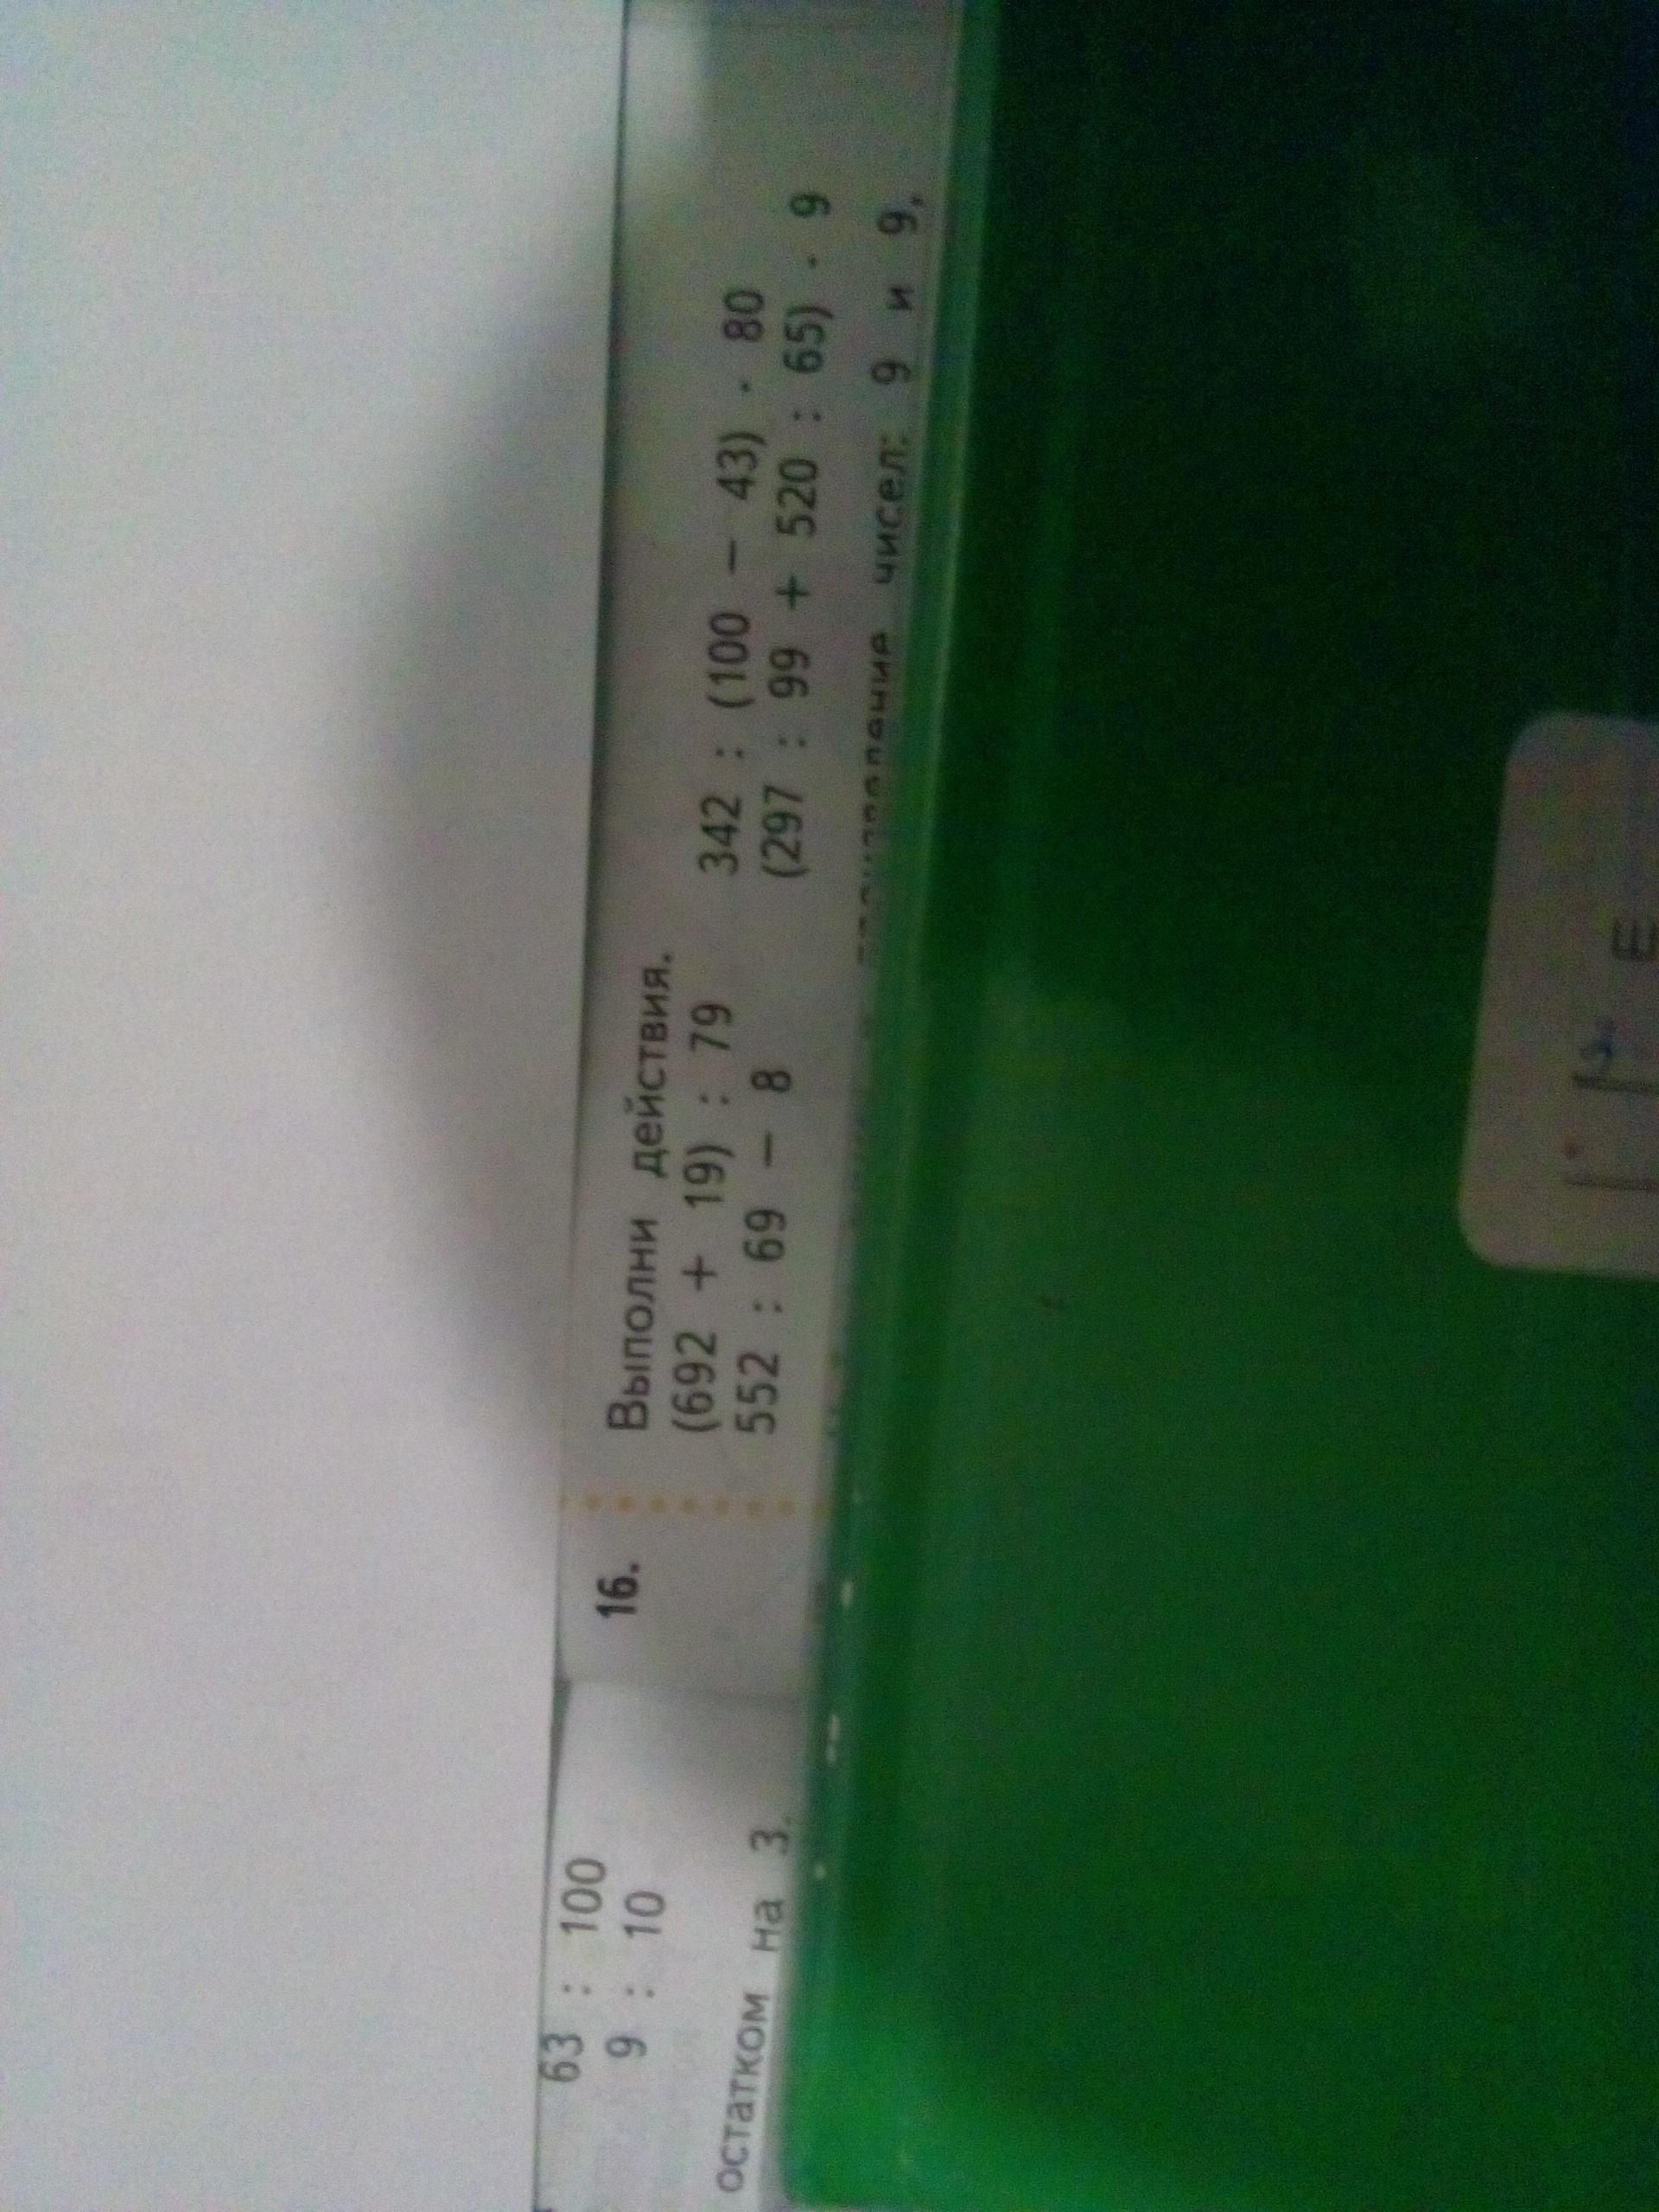 63 : 100
9 : 10
остатком на 3.
16. Выполни действия.
(692 + 19) : 79 342 : (100 − 43) · 80
552 : 69 − 8 (297 : 99 + 520 : 65) · 9
чисел: 9 и 9,